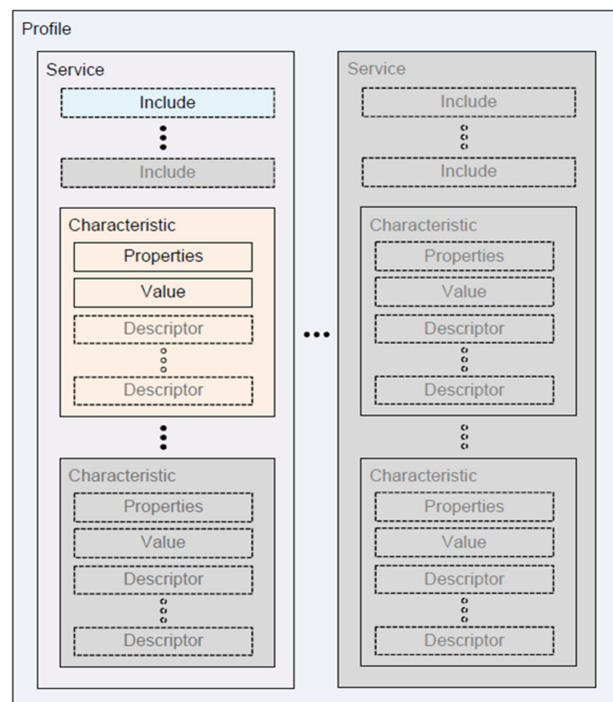 Profile
Service
Include
Include
Characteristic
Properties
Value
Descriptor
Descriptor
Characteristic
Properties
Value
Descriptor
Descriptor
Service
Include
Include
Characteristic
Properties
Value
Descriptor
Descriptor
Characteristic
Properties
Value
Descriptor
Descriptor